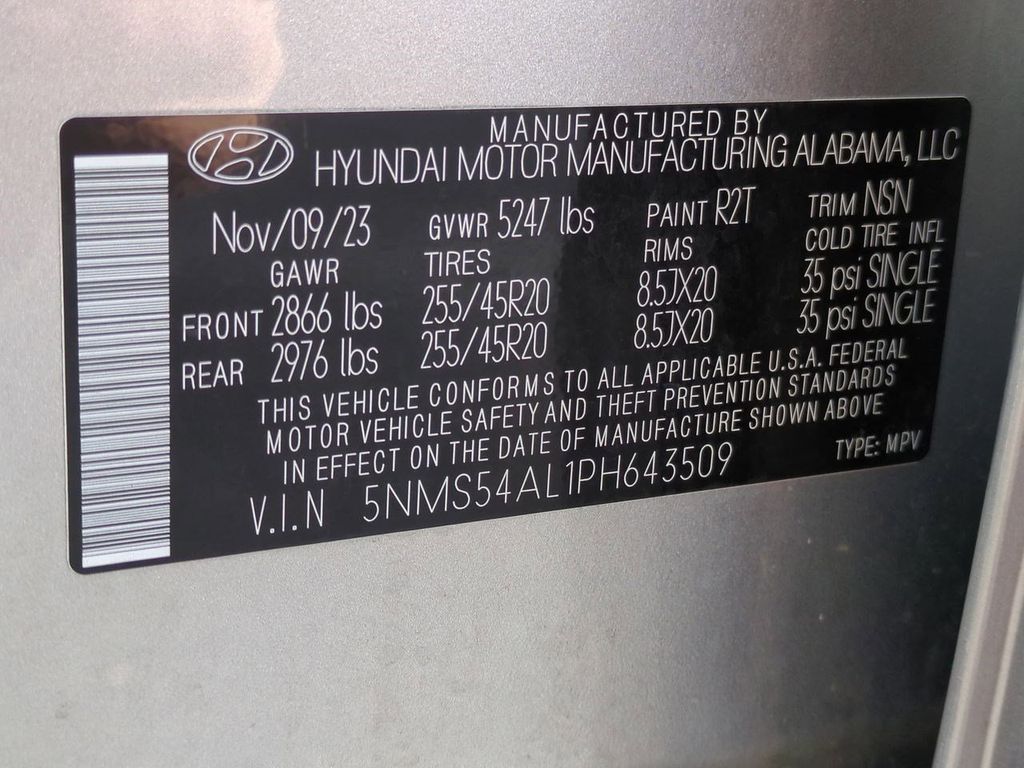 MANUFACTURED BY
HYUNDAI MOTOR MANUFACTURING ALABAMA, LLC
Nov/09/23 GVWR 5247 lbs PAINT R2T TRIM NSN
GAWR TIRES RIMS COLD TIRE INFL
FRONT 2866 lbs 255/45R20 8.5JX20 35 psi SINGLE
REAR 2976 lbs 255/45R20 8.5JX20 35 psi SINGLE
THIS VEHICLE CONFORMS TO ALL APPLICABLE U.S.A. FEDERAL
MOTOR VEHICLE SAFETY AND THEFT PREVENTION STANDARDS
IN EFFECT ON THE DATE OF MANUFACTURE SHOWN ABOVE
V.I.N 5NMS54AL1PH643509 TYPE: MPV